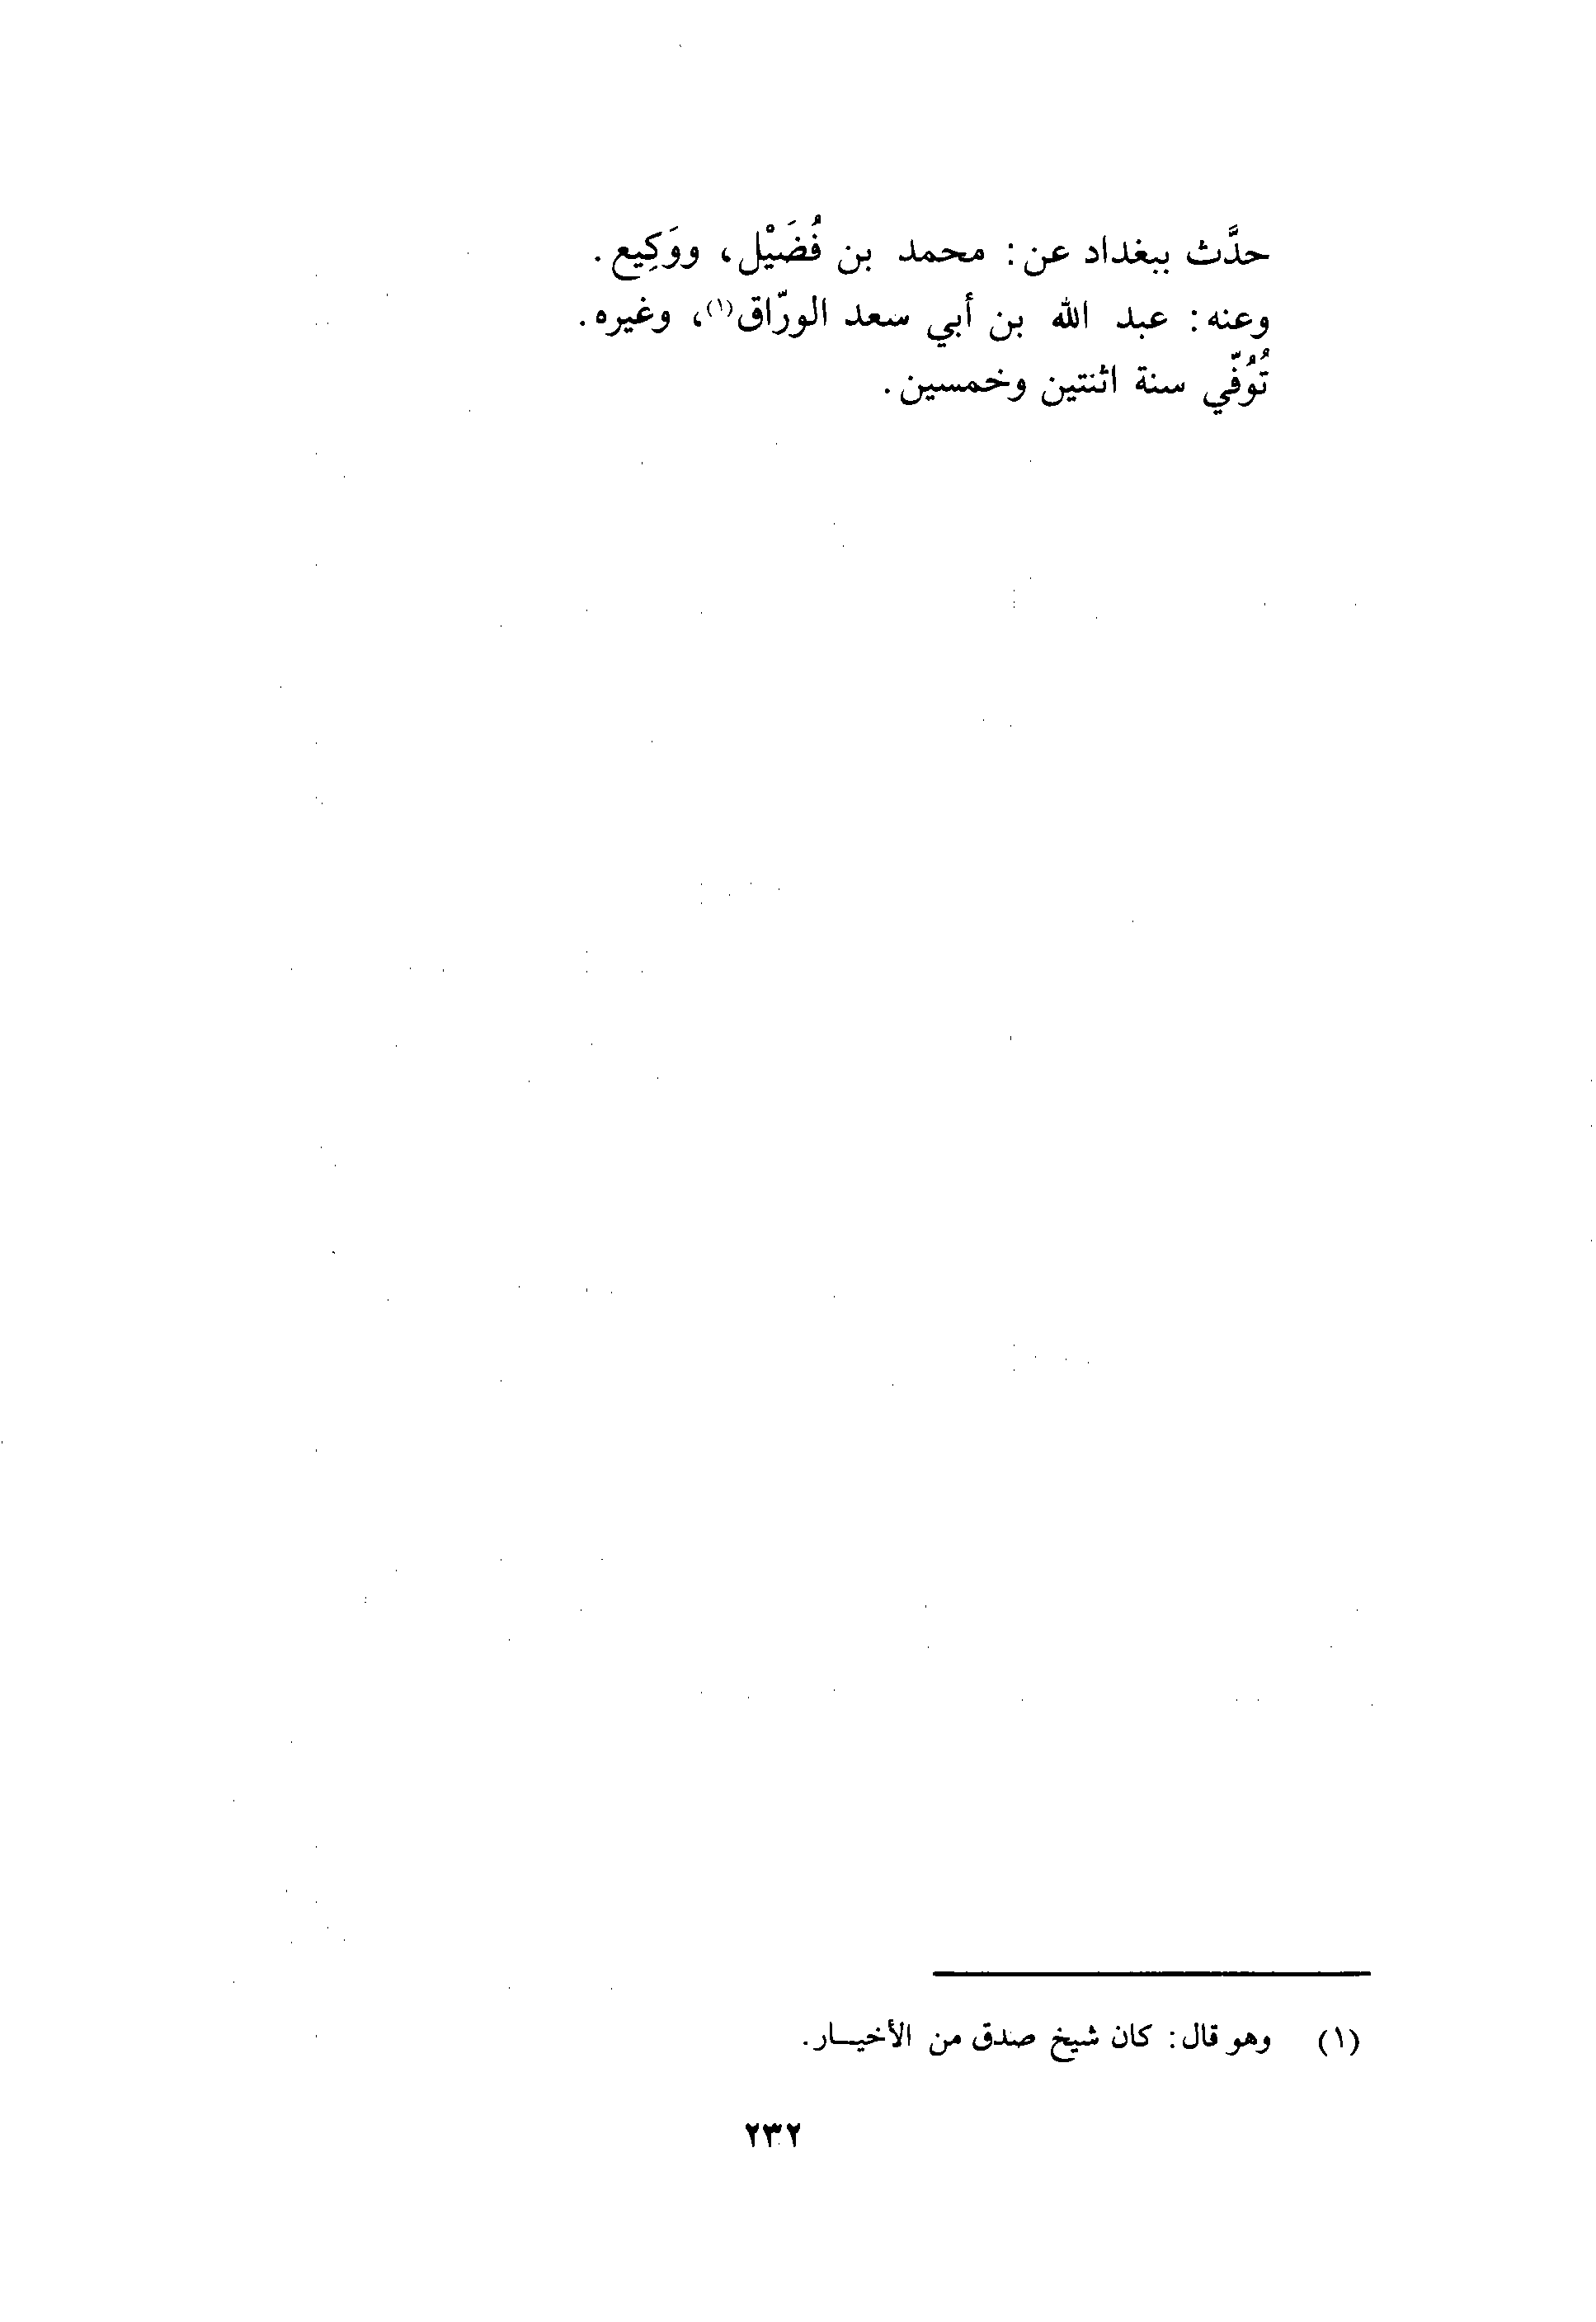 حدَّث ببغداد عن: محمد بن فُضَيْل، ووَكِيع.
وعنه: عبد الله بن أبي سعد الورّاق(١)، وغيره.
تُوُفّي سنة اثنتين وخمسين.
(١) وهو قال: كان شيخ صدق من الأخيـار.
٢٣٢